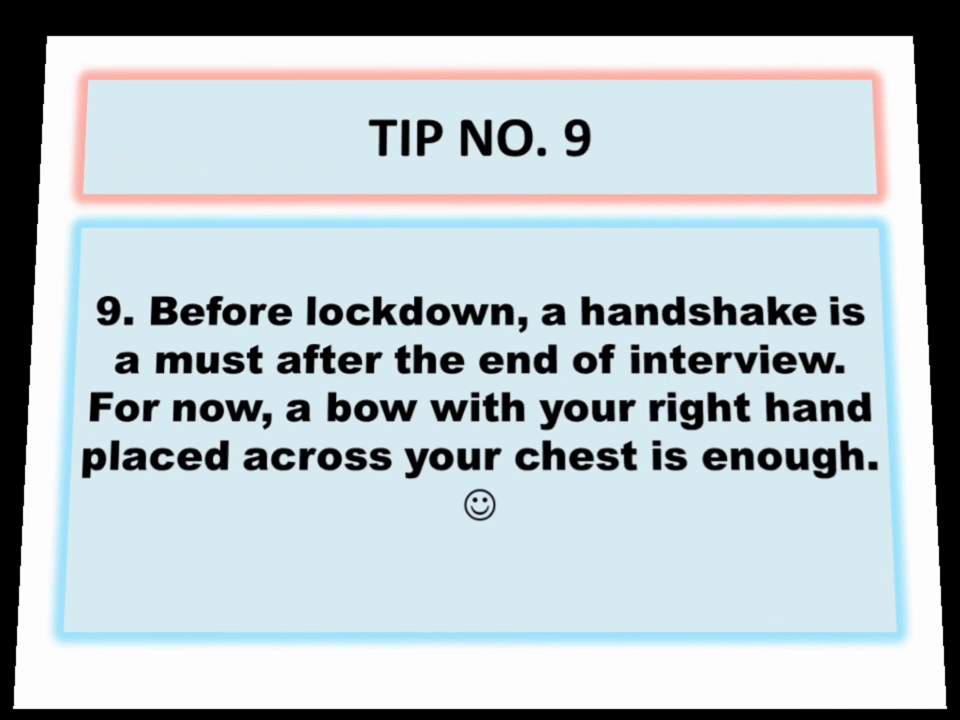 TIP NO. 9
9. Before lockdown, a handshake is
a must after the end of interview.
For now, a bow with your right hand
placed across your chest is enough.
☺